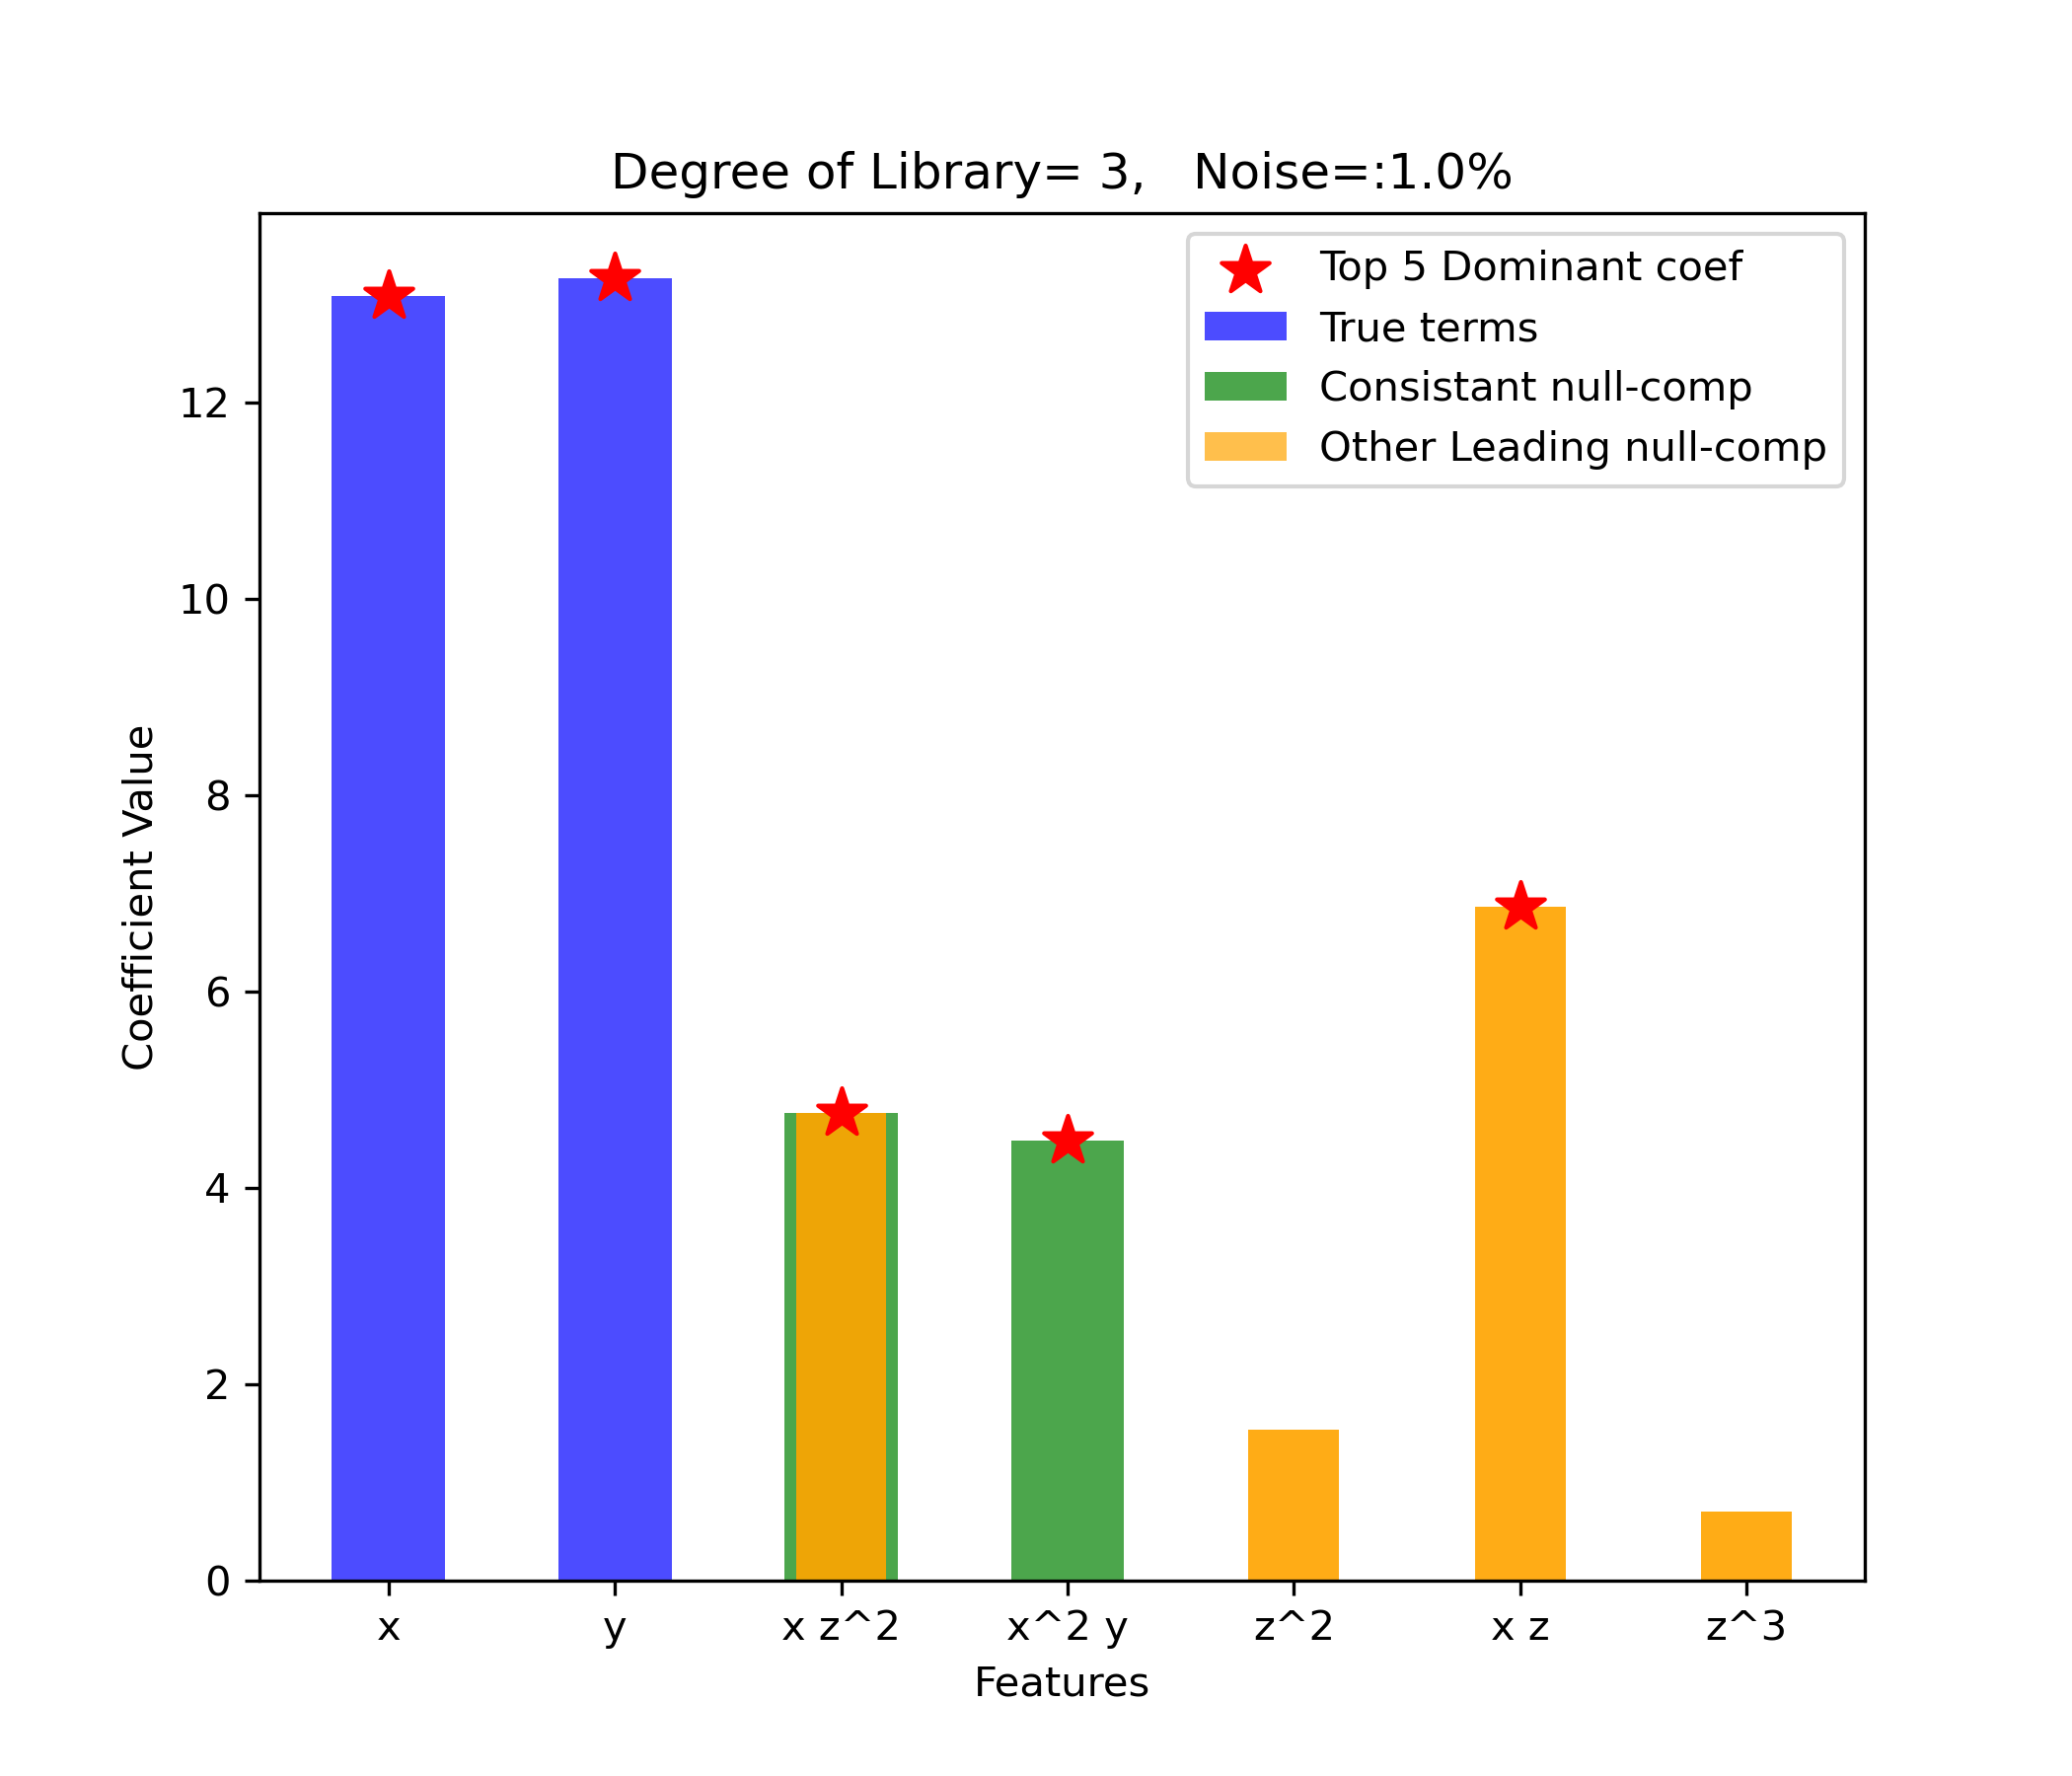 Degree of Library= 3,   Noise=:1.0%
Top 5 Dominant coef
True terms
Consistant null-comp
Other Leading null-comp
12
10
8
6
4
2
0
Coefficient Value
x y x z^2 x^2 y z^2 x z z^3
Features